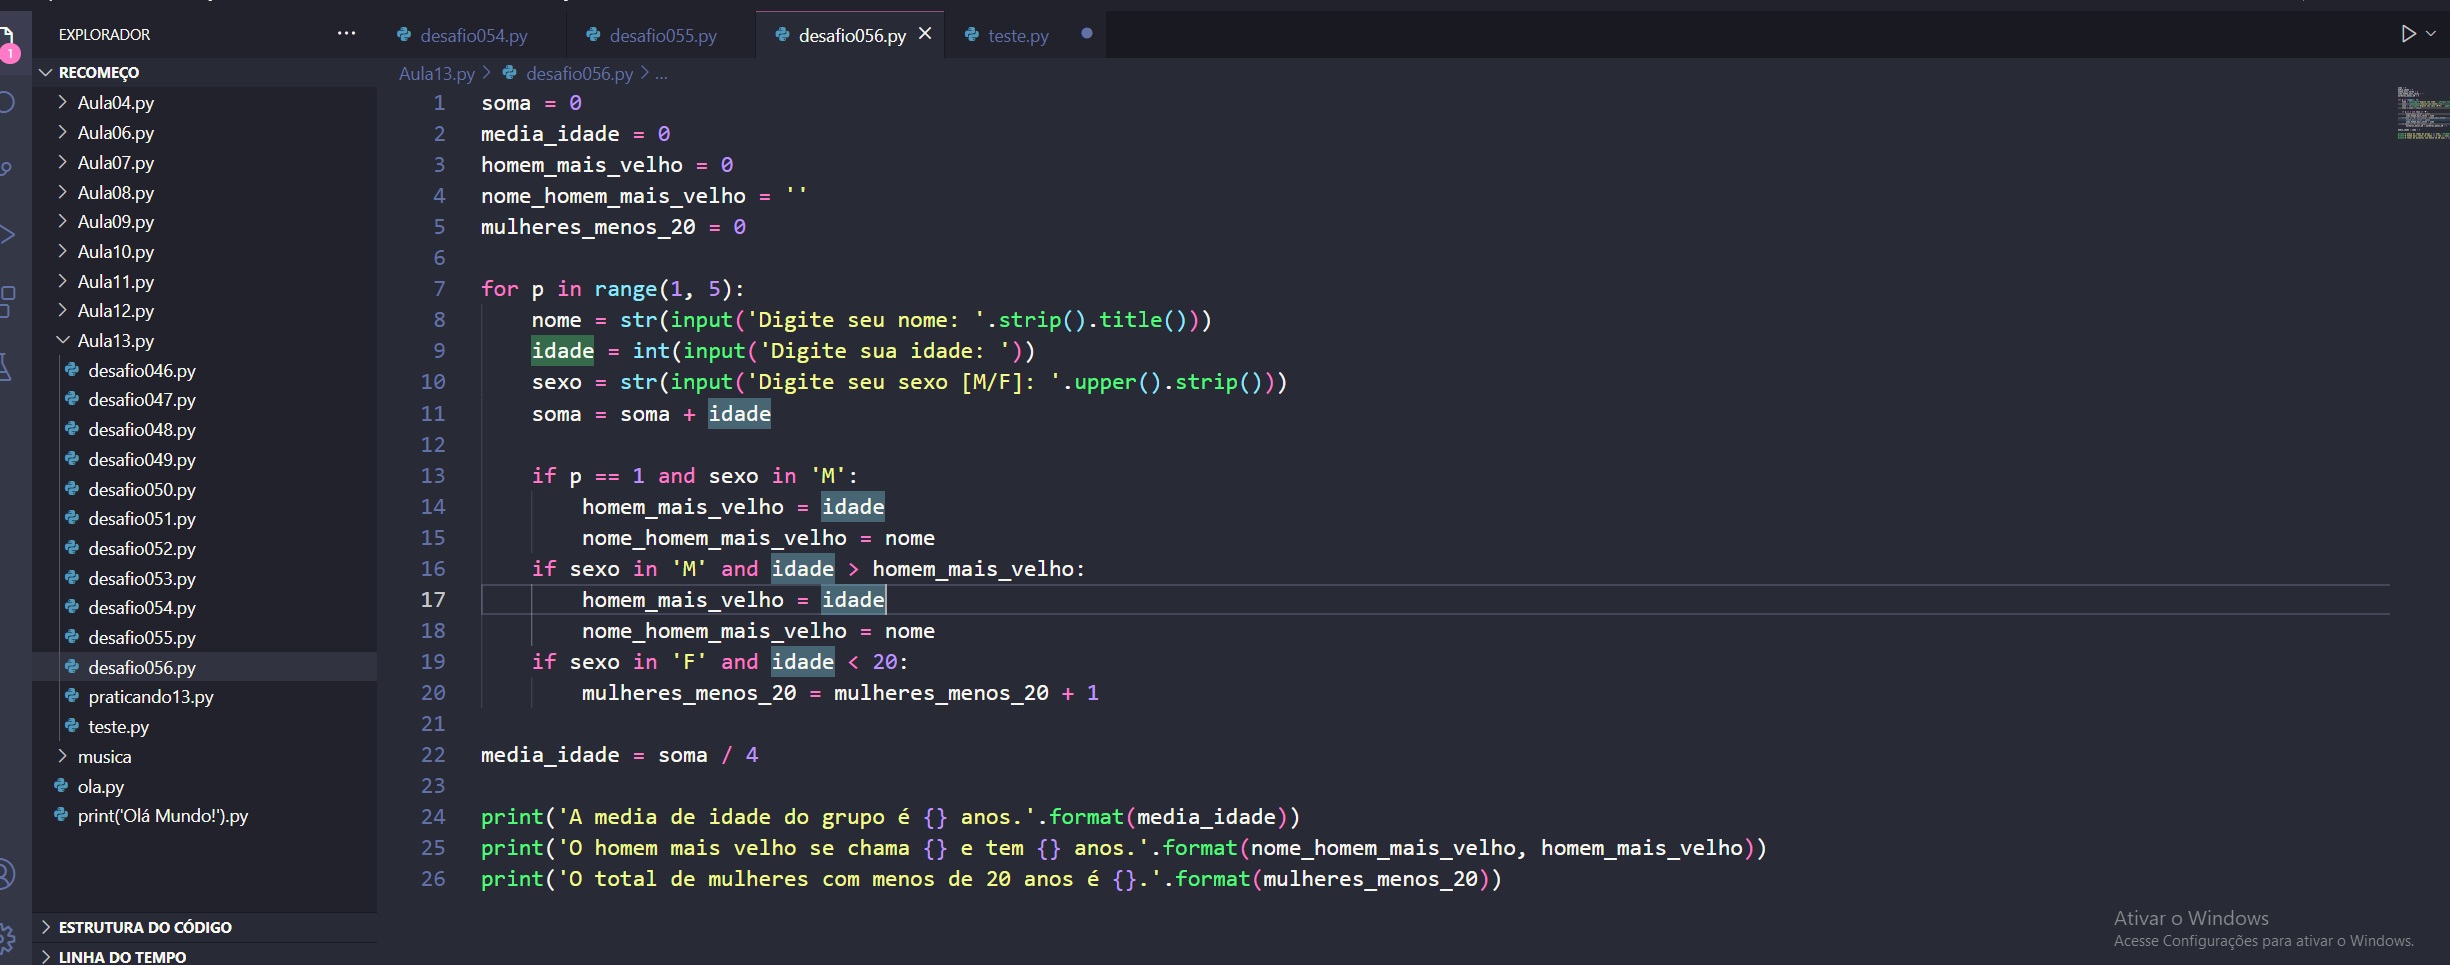 EXPLORADOR
···
desafio054.py
desafio055.py
desafio056.py
teste.py
1
RECOMEÇO
Aula13.py > desafio056.py > ...
Aula04.py
Aula06.py
Aula07.py
Aula08.py
Aula09.py
Aula10.py
Aula11.py
Aula12.py
Aula13.py
desafio046.py
desafio047.py
desafio048.py
desafio049.py
desafio050.py
desafio051.py
desafio052.py
desafio053.py
desafio054.py
desafio055.py
desafio056.py
praticando13.py
teste.py
musica
ola.py
print('Olá Mundo!').py
ESTRUTURA DO CÓDIGO
LINHA DO TEMPO
1 soma = 0
2 media_idade = 0
3 homem_mais_velho = 0
4 nome_homem_mais_velho = ''
5 mulheres_menos_20 = 0
6
7 for p in range(1, 5):
8     nome = str(input('Digite seu nome: '.strip().title()))
9     idade = int(input('Digite sua idade: '))
10     sexo = str(input('Digite seu sexo [M/F]: '.upper().strip()))
11     soma = soma + idade
12
13     if p == 1 and sexo in 'M':
14         homem_mais_velho = idade
15         nome_homem_mais_velho = nome
16     if sexo in 'M' and idade > homem_mais_velho:
17         homem_mais_velho = idade
18         nome_homem_mais_velho = nome
19     if sexo in 'F' and idade < 20:
20         mulheres_menos_20 = mulheres_menos_20 + 1
21
22 media_idade = soma / 4
23
24 print('A media de idade do grupo é {} anos.'.format(media_idade))
25 print('O homem mais velho se chama {} e tem {} anos.'.format(nome_homem_mais_velho, homem_mais_velho))
26 print('O total de mulheres com menos de 20 anos é {}.'.format(mulheres_menos_20))
Ativar o Windows
Acesse Configurações para ativar o Windows.